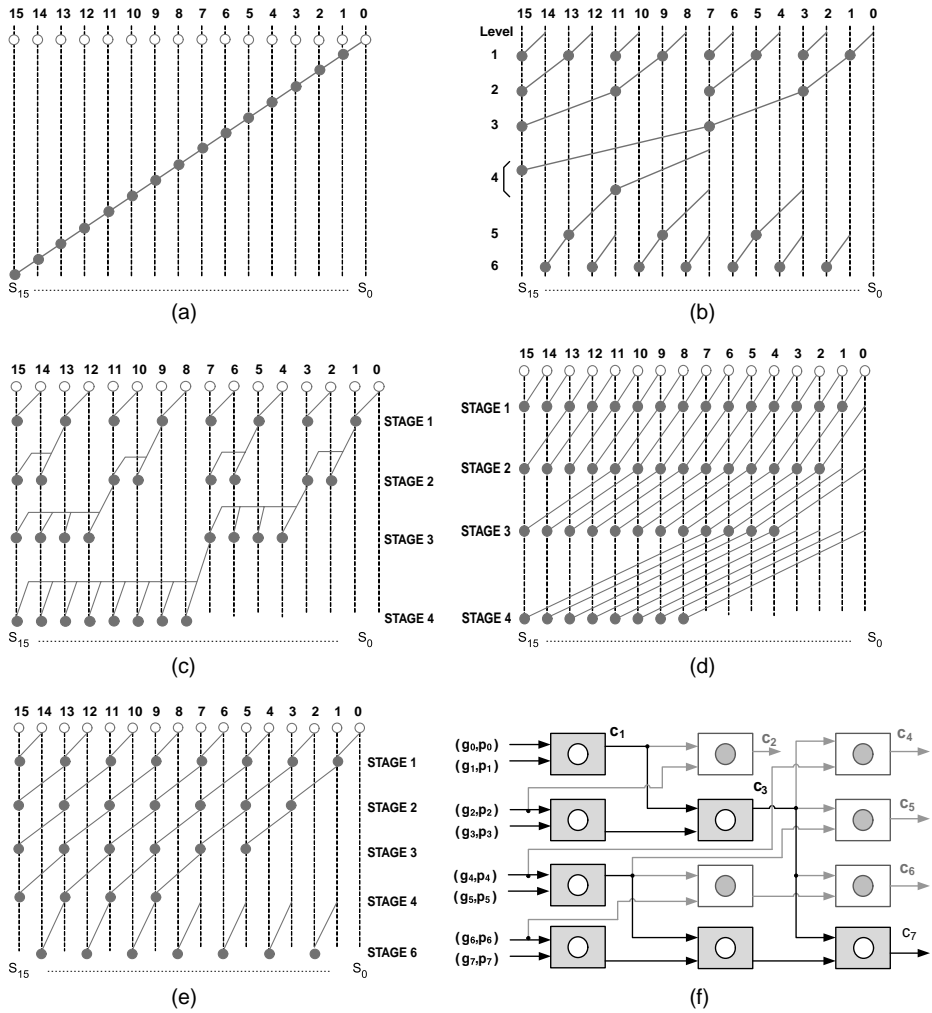 15 14 13 12 11 10 9 8 7 6 5 4 3 2 1 0
S15 S0
(a)
15 14 13 12 11 10 9 8 7 6 5 4 3 2 1 0
Level
1
2
3
4
5
6
S15 S0
(b)
15 14 13 12 11 10 9 8 7 6 5 4 3 2 1 0
STAGE 1
STAGE 2
STAGE 3
STAGE 4
S15 S0
(c)
15 14 13 12 11 10 9 8 7 6 5 4 3 2 1 0
STAGE 1
STAGE 2
STAGE 3
STAGE 4
S15 S0
(d)
15 14 13 12 11 10 9 8 7 6 5 4 3 2 1 0
STAGE 1
STAGE 2
STAGE 3
STAGE 4
STAGE 6
S15 S0
(e)
(g0,p0)
(g1,p1)
(g2,p2)
(g3,p3)
(g4,p4)
(g5,p5)
(g6,p6)
(g7,p7)
c1
c2
c3
c4
c5
c6
c7
(f)